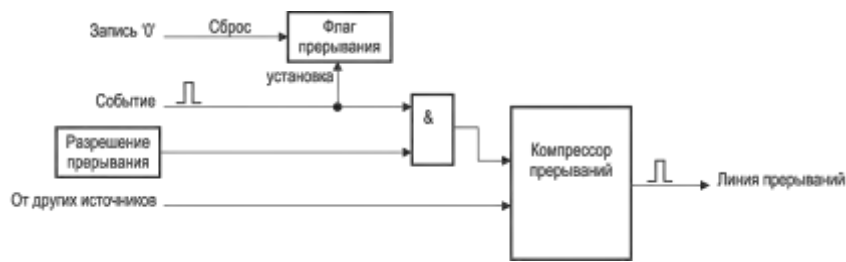 Запись '0'
Сброс
Флаг
прерывания
установка
Событие
&
Разрешение
прерывания
Компрессор
прерываний
Линия прерываний
От других источников